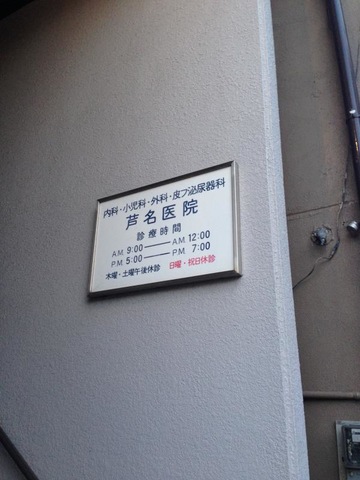 内科・小児科・外科・皮フ泌尿器科
芦名医院
診療時間
AM 9:00 — AM 12:00
PM 5:00 — PM 7:00
木曜・土曜午後休診 日曜・祝日休診